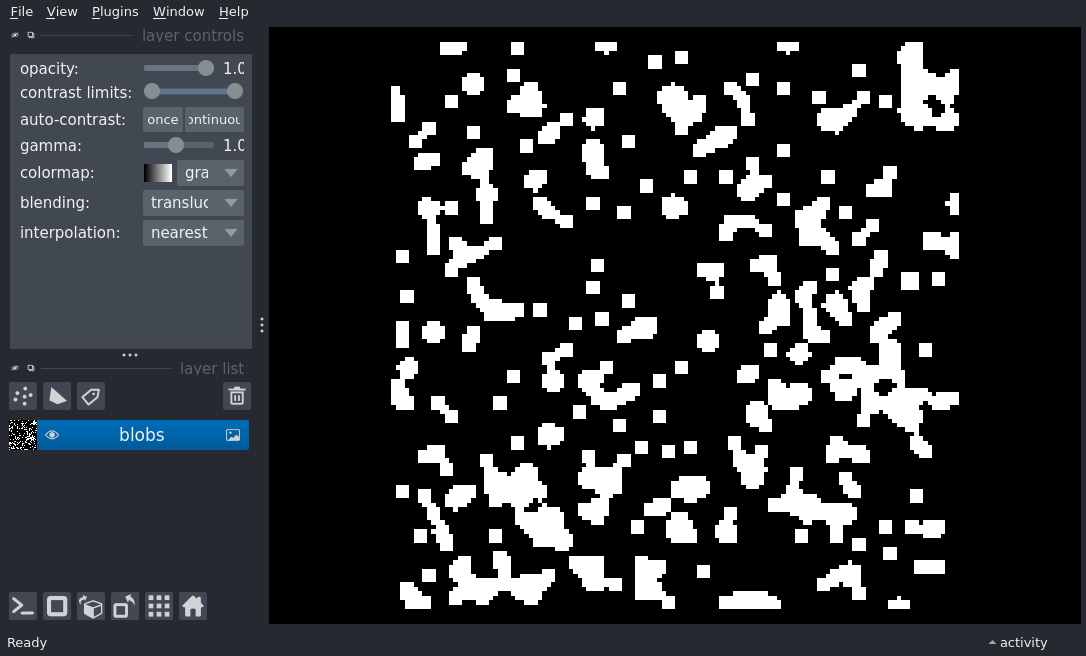 File View Plugins Window Help
layer controls
opacity: 1.0
contrast limits:
auto-contrast: once ontinuou
gamma: 1.0
colormap: gra
blending: transluc
interpolation: nearest
layer list
blobs
Ready
activity